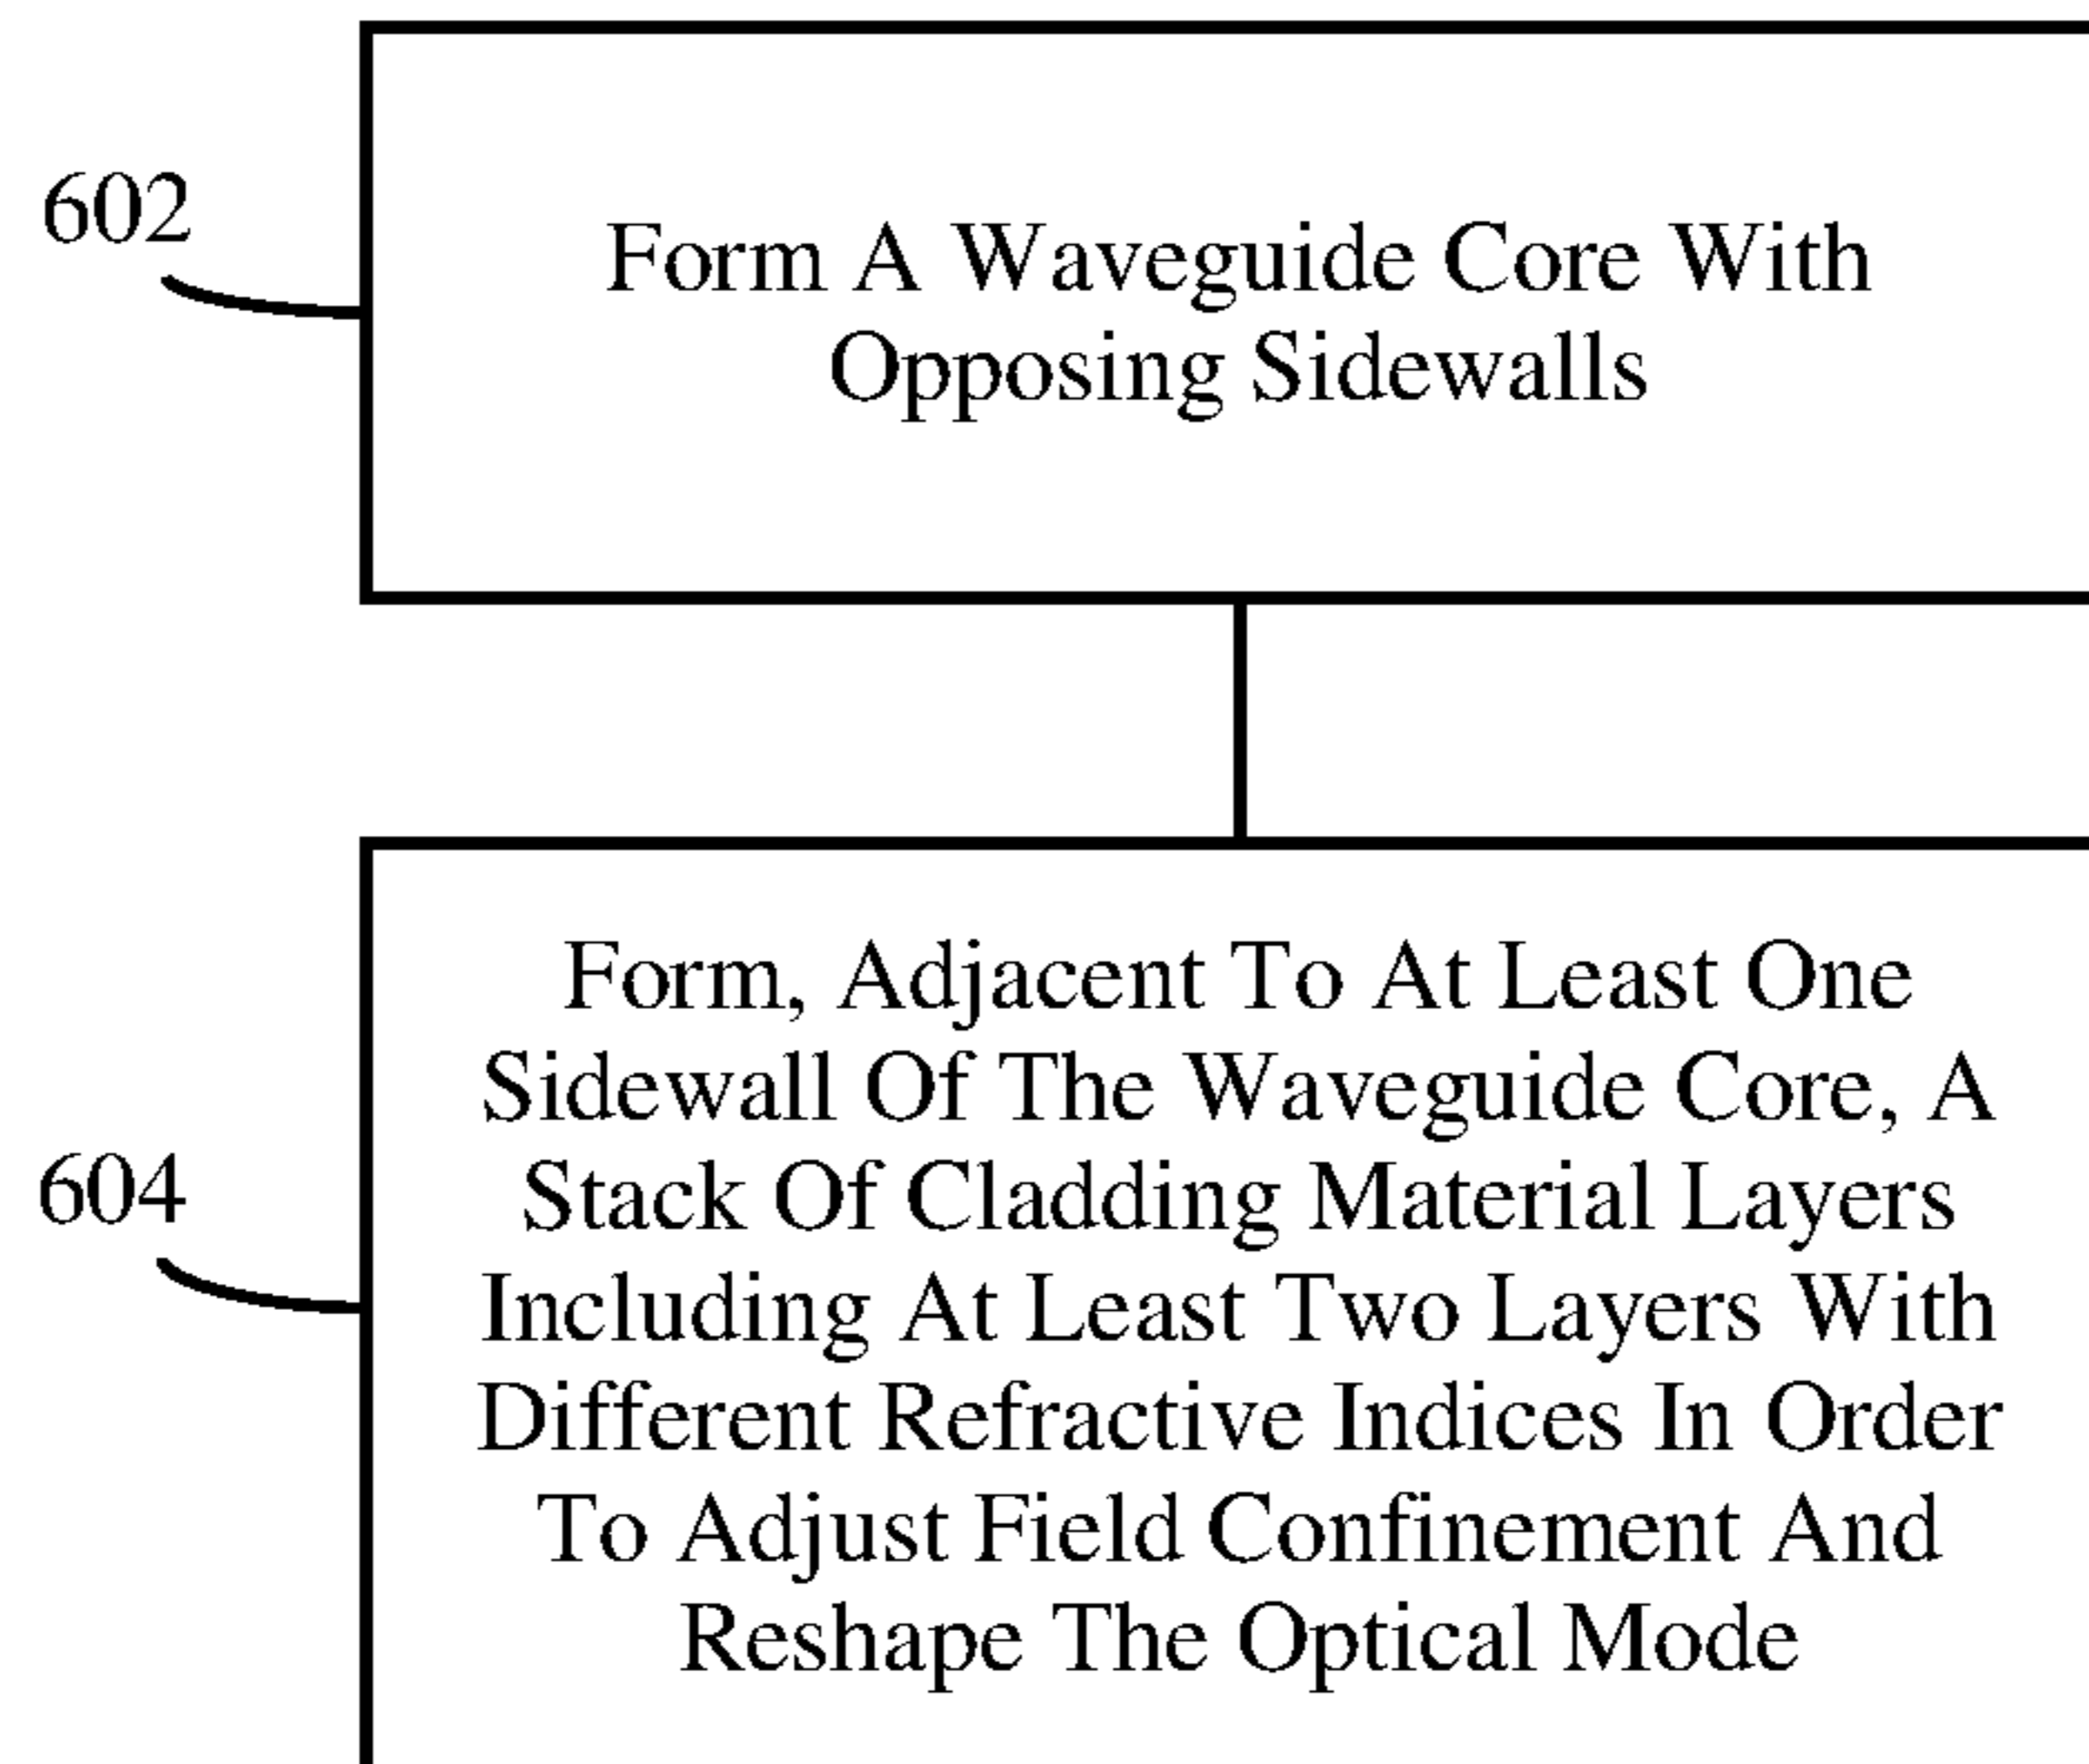 602
Form A Waveguide Core With
Opposing Sidewalls
604
Form, Adjacent To At Least One
Sidewall Of The Waveguide Core, A
Stack Of Cladding Material Layers
Including At Least Two Layers With
Different Refractive Indices In Order
To Adjust Field Confinement And
Reshape The Optical Mode